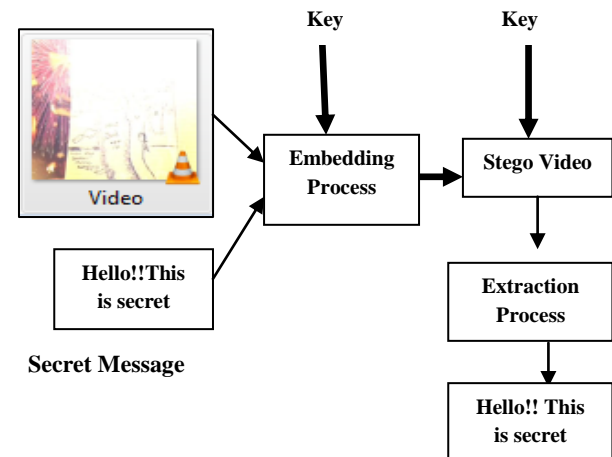 Key
Key
Video
Embedding
Process
Stego Video
Hello!!This
is secret
Extraction
Process
Secret Message
Hello!! This
is secret